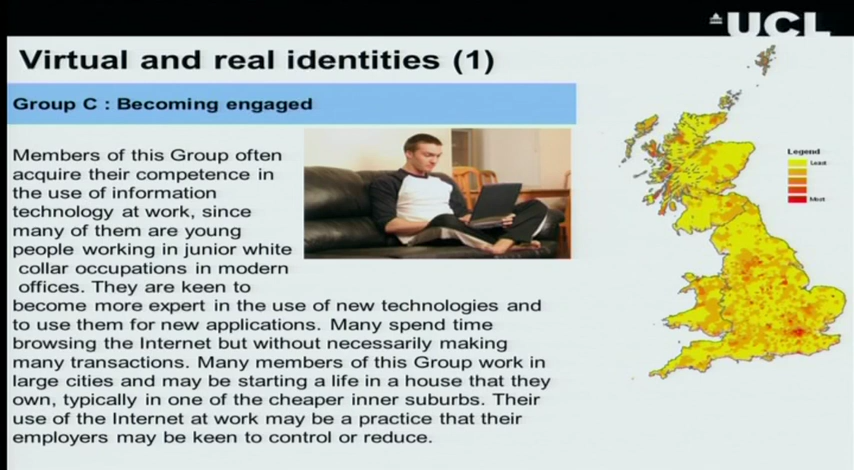 UCL
Virtual and real identities (1)
Group C : Becoming engaged
Members of this Group often
acquire their competence in
the use of information
technology at work, since
many of them are young
people working in junior white
collar occupations in modern
offices. They are keen to
become more expert in the use of new technologies and
to use them for new applications. Many spend time
browsing the Internet but without necessarily making
many transactions. Many members of this Group work in
large cities and may be starting a life in a house that they
own, typically in one of the cheaper inner suburbs. Their
use of the Internet at work may be a practice that their
employers may be keen to control or reduce.
Legend
Least
Most